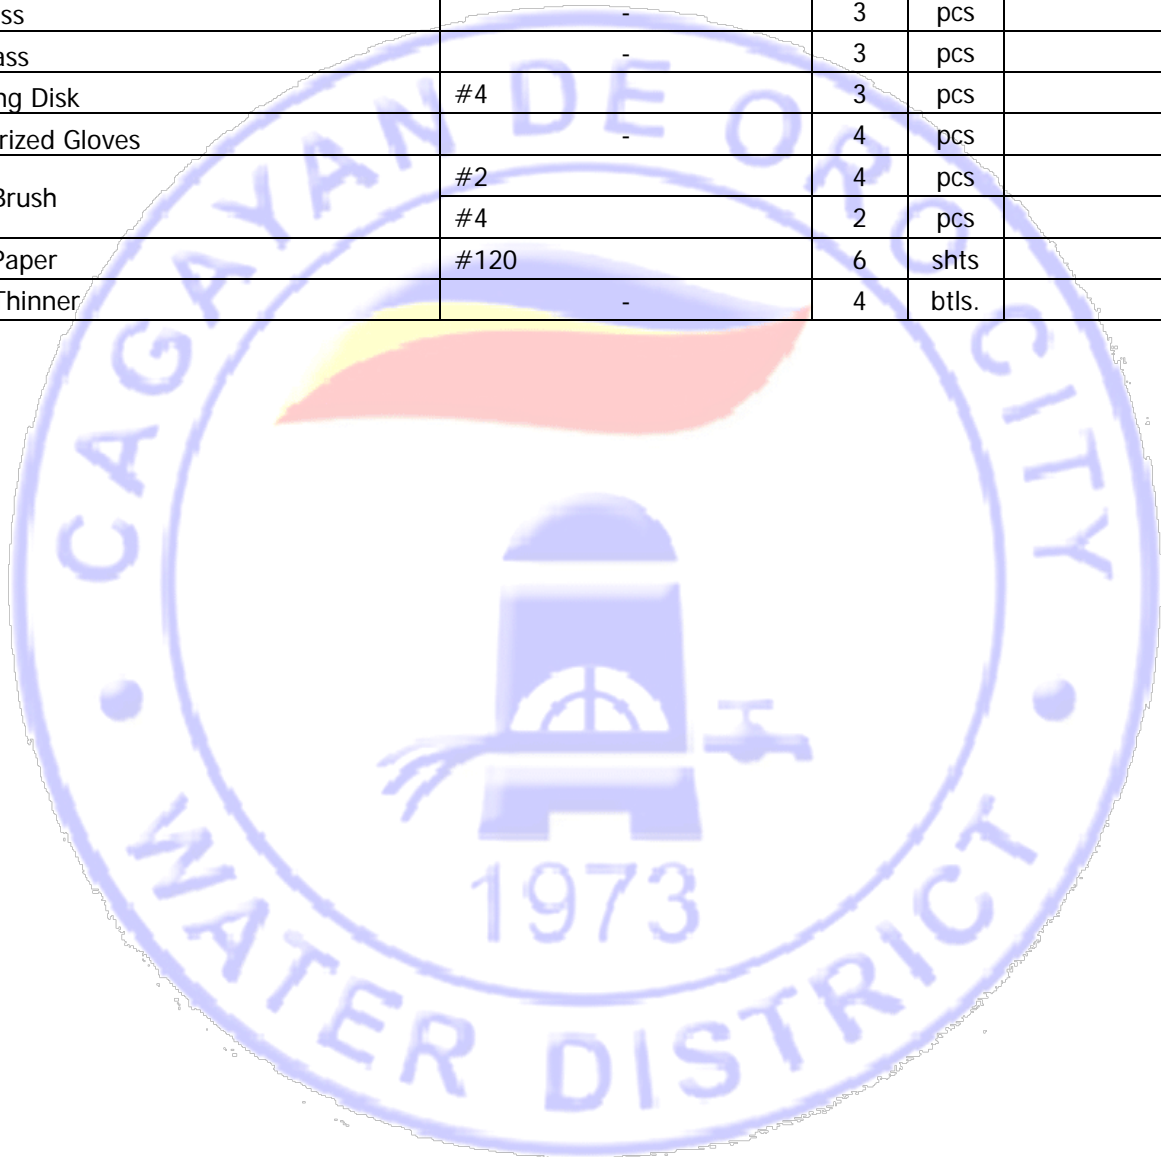 ss - 3 pcs
ass - 3 pcs
ng Disk #4 3 pcs
rized Gloves - 4 pcs
Brush #2 4 pcs
#4 2 pcs
Paper #120 6 shts
Thinner - 4 btls.
CAGAYAN DE ORO CITY
1973
WATER DISTRICT